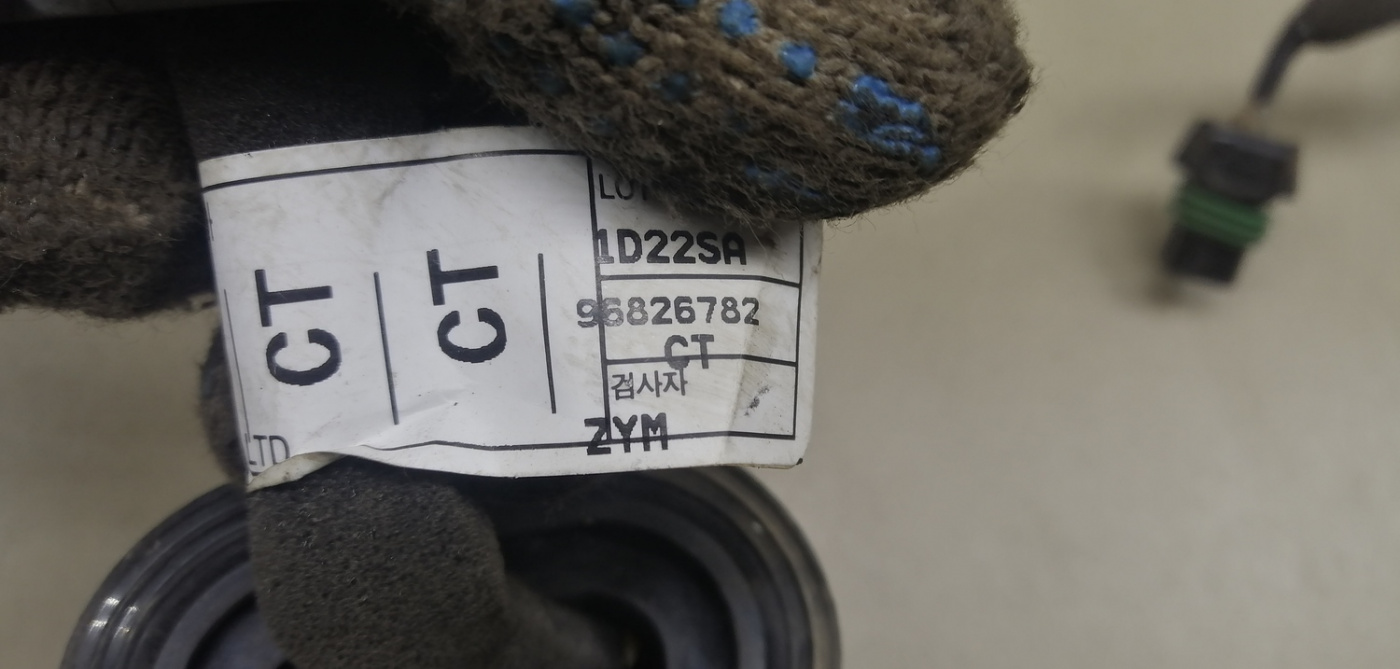 CT
CT
LTD
LOT
1D22SA
96826782
CT
검사자
ZYM